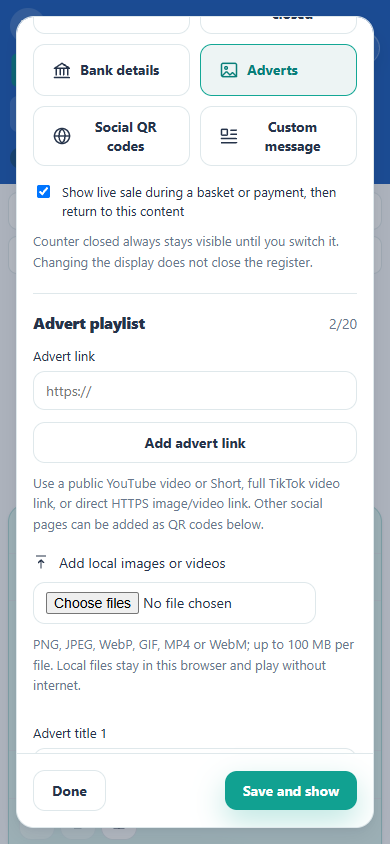 closed
Bank details
Adverts
Social QR
codes
Custom
message
Show live sale during a basket or payment, then
return to this content
Counter closed always stays visible until you switch it.
Changing the display does not close the register.
Advert playlist
2/20
Advert link
https://
Add advert link
Use a public YouTube video or Short, full TikTok video
link, or direct HTTPS image/video link. Other social
pages can be added as QR codes below.
Add local images or videos
Choose files No file chosen
PNG, JPEG, WebP, GIF, MP4 or WebM; up to 100 MB per
file. Local files stay in this browser and play without
internet.
Advert title 1
Done
Save and show